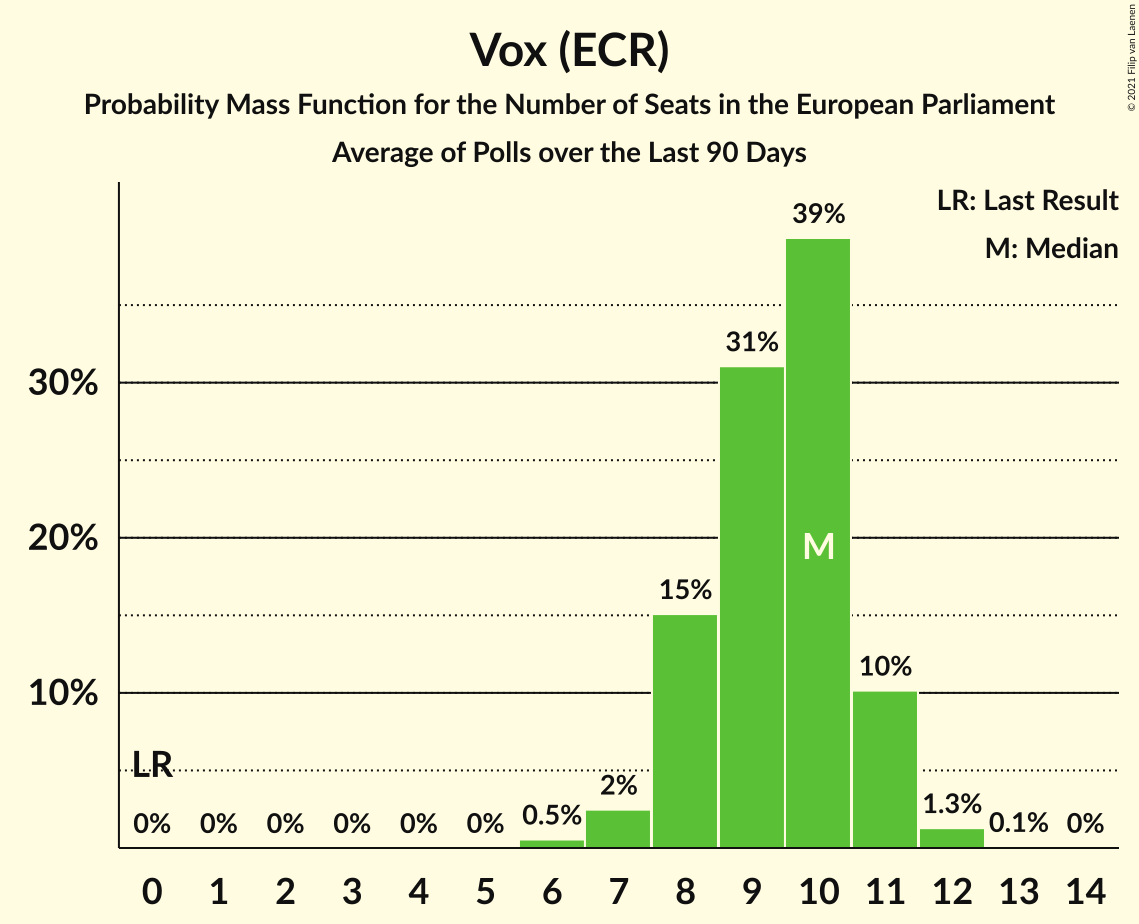 Vox (ECR)
Probability Mass Function for the Number of Seats in the European Parliament
Average of Polls over the Last 90 Days
© 2021 Filip van Laenen
LR: Last Result
M: Median
39%
31%
30%
20%
M
15%
10%
10%
LR
0% 0% 0% 0% 0% 0% 0.5% 2% 1.3% 0.1% 0%
0 1 2 3 4 5 6 7 8 9 10 11 12 13 14